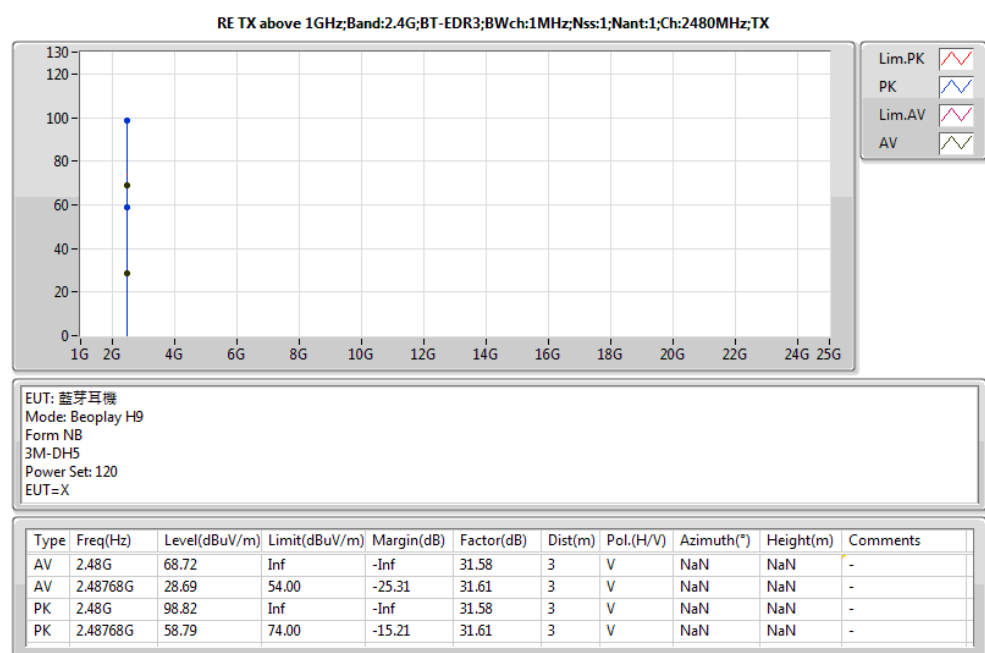 RE TX above 1GHz;Band:2.4G;BT-EDR3;BWch:1MHz;Nss:1;Nant:1;Ch:2480MHz;TX
130
120
100
80
60
40
20
0
1G 2G 4G 6G 8G 10G 12G 14G 16G 18G 20G 22G 24G 25G
Lim.PK
PK
Lim.AV
AV
EUT: 藍芽耳機
Mode: Beoplay H9
Form NB
3M-DH5
Power Set: 120
EUT=X
Type Freq(Hz) Level(dBuV/m) Limit(dBuV/m) Margin(dB) Factor(dB) Dist(m) Pol.(H/V) Azimuth(°) Height(m) Comments
AV 2.48G 68.72 Inf -Inf 31.58 3 V NaN NaN -
AV 2.48768G 28.69 54.00 -25.31 31.61 3 V NaN NaN -
PK 2.48G 98.82 Inf -Inf 31.58 3 V NaN NaN -
PK 2.48768G 58.79 74.00 -15.21 31.61 3 V NaN NaN -